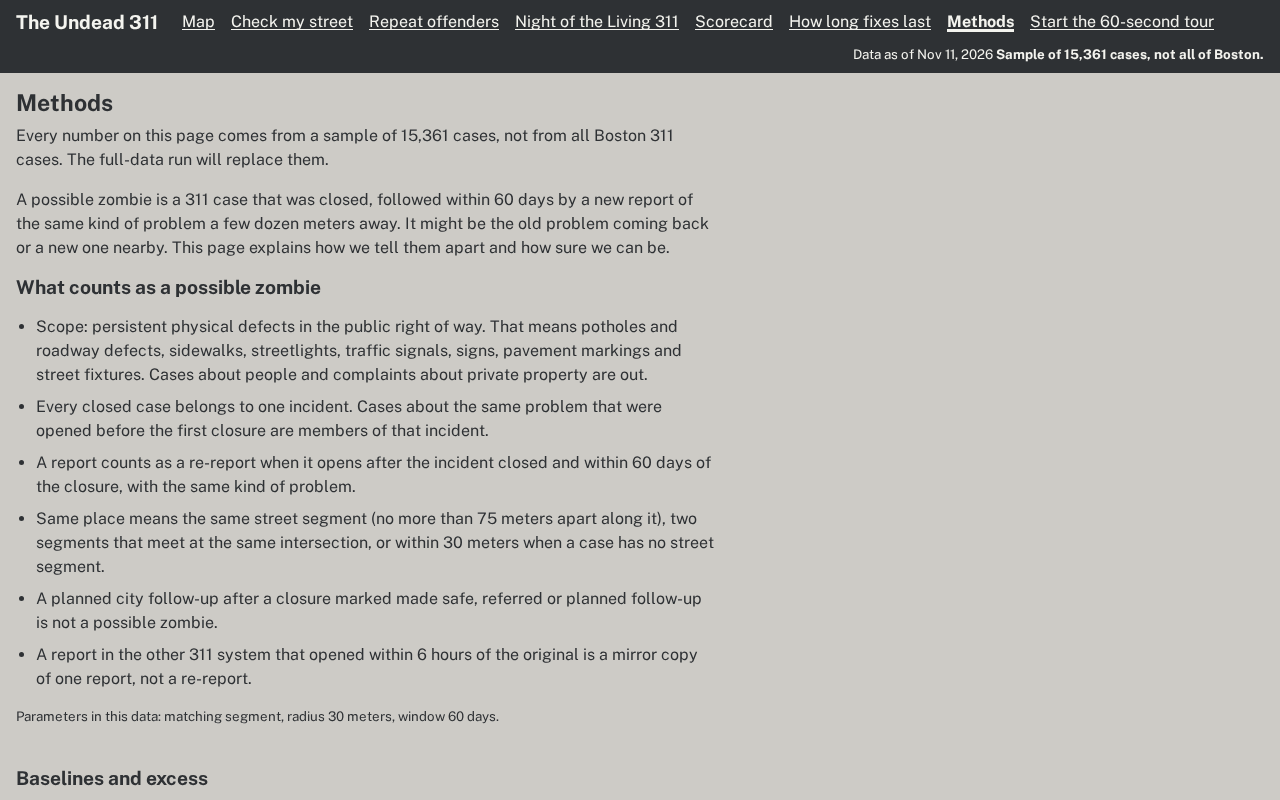 The Undead 311 Map Check my street Repeat offenders Night of the Living 311 Scorecard How long fixes last Methods Start the 60-second tour
Data as of Nov 11, 2026 Sample of 15,361 cases, not all of Boston.
Methods
Every number on this page comes from a sample of 15,361 cases, not from all Boston 311
cases. The full-data run will replace them.
A possible zombie is a 311 case that was closed, followed within 60 days by a new report of
the same kind of problem a few dozen meters away. It might be the old problem coming back
or a new one nearby. This page explains how we tell them apart and how sure we can be.
What counts as a possible zombie
• Scope: persistent physical defects in the public right of way. That means potholes and
roadway defects, sidewalks, streetlights, traffic signals, signs, pavement markings and
street fixtures. Cases about people and complaints about private property are out.
• Every closed case belongs to one incident. Cases about the same problem that were
opened before the first closure are members of that incident.
• A report counts as a re-report when it opens after the incident closed and within 60 days of
the closure, with the same kind of problem.
• Same place means the same street segment (no more than 75 meters apart along it), two
segments that meet at the same intersection, or within 30 meters when a case has no street
segment.
• A planned city follow-up after a closure marked made safe, referred or planned follow-up
is not a possible zombie.
• A report in the other 311 system that opened within 6 hours of the original is a mirror copy
of one report, not a re-report.
Parameters in this data: matching segment, radius 30 meters, window 60 days.
Baselines and excess